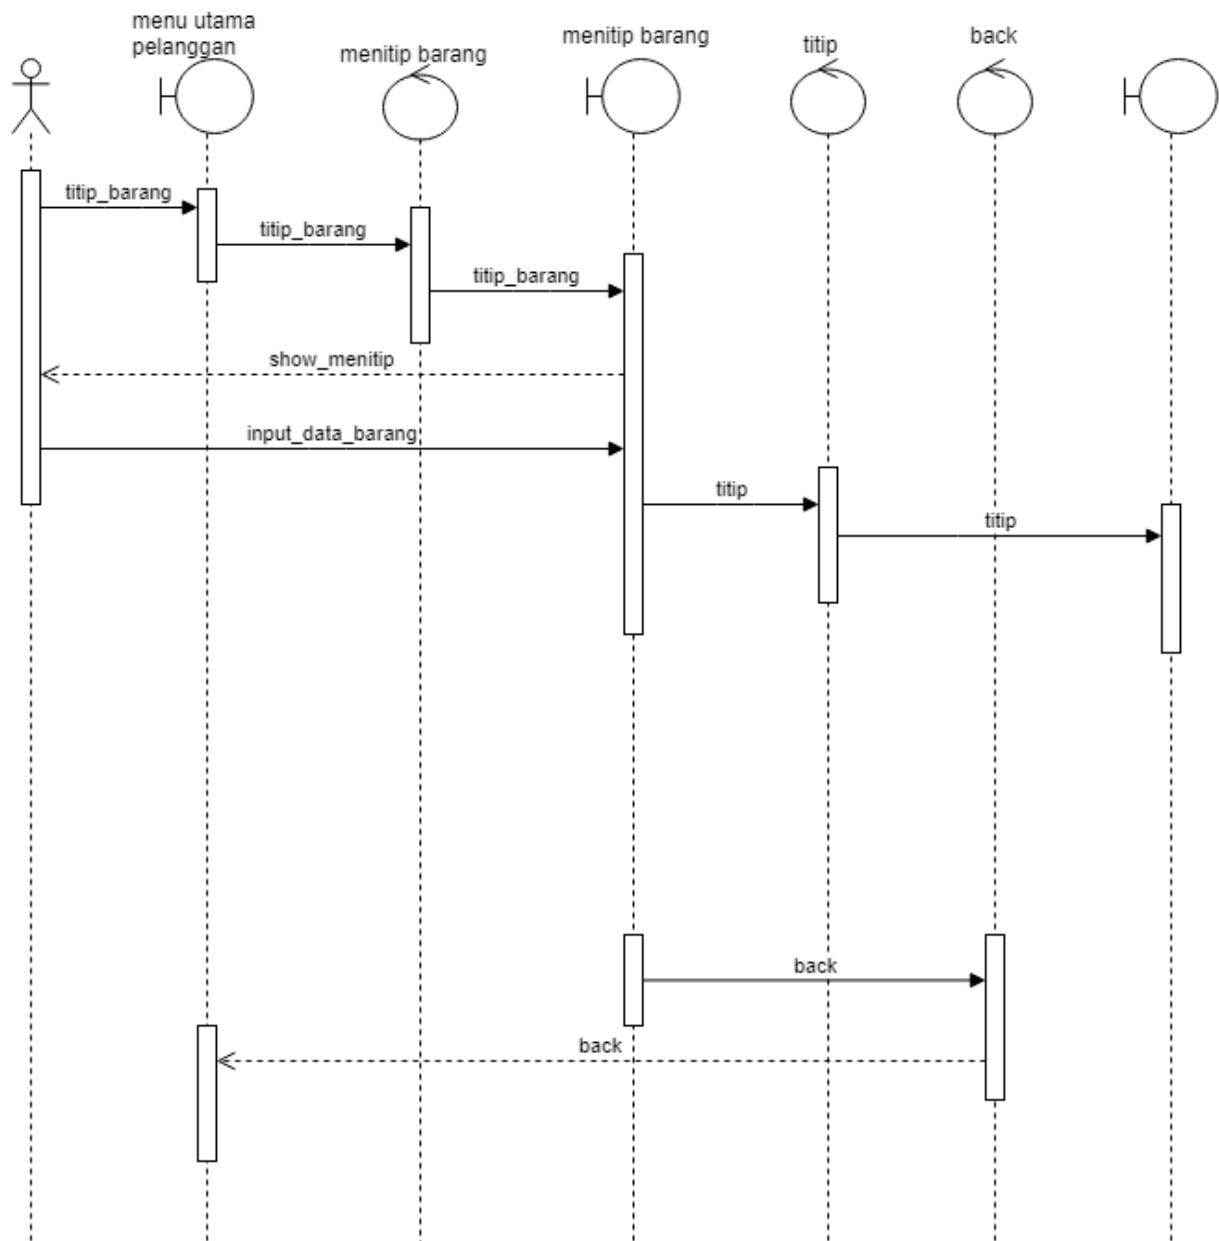 menu utama
pelanggan
menitip barang
menitip barang
titip
back
titip_barang
titip_barang
titip_barang
show_menitip
input_data_barang
titip
titip
back
back